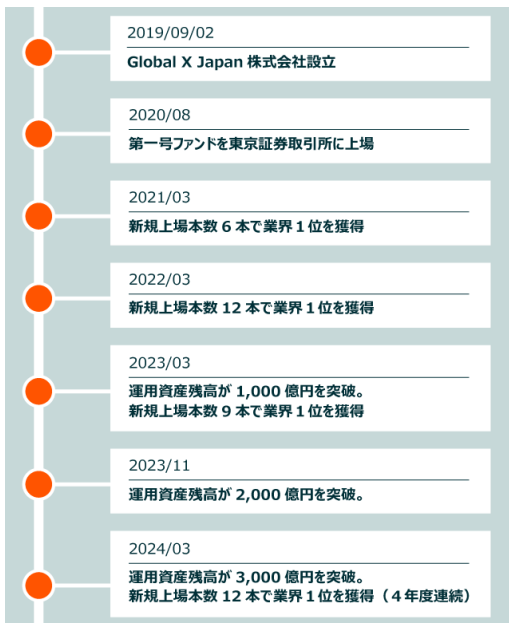 2019/09/02
Global X Japan 株式会社設立
2020/08
第一号ファンドを東京証券取引所に上場
2021/03
新規上場本数 6 本で業界 1 位を獲得
2022/03
新規上場本数 12 本で業界 1 位を獲得
2023/03
運用資産残高が 1,000 億円を突破。
新規上場本数 9 本で業界 1 位を獲得
2023/11
運用資産残高が 2,000 億円を突破。
2024/03
運用資産残高が 3,000 億円を突破。
新規上場本数 12 本で業界 1 位を獲得（４年度連続）